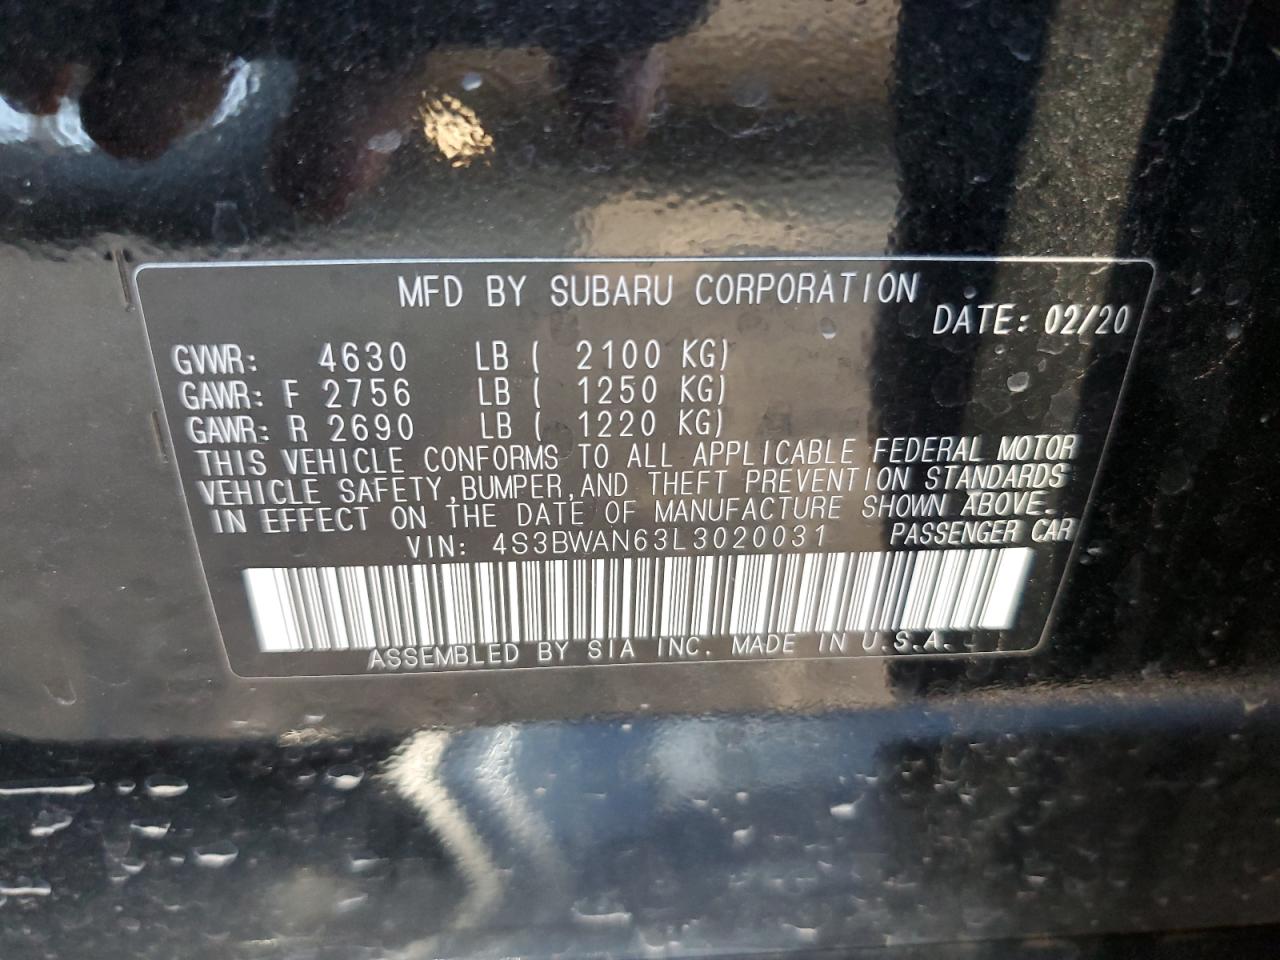 MFD BY SUBARU CORPORATION
DATE: 02/20
GVWR: 4630 LB ( 2100 KG)
GAWR: F 2756 LB ( 1250 KG)
GAWR: R 2690 LB ( 1220 KG)
THIS VEHICLE CONFORMS TO ALL APPLICABLE FEDERAL MOTOR
VEHICLE SAFETY,BUMPER,AND THEFT PREVENTION STANDARDS
IN EFFECT ON THE DATE OF MANUFACTURE SHOWN ABOVE.
VIN: 4S3BWAN63L3020031 PASSENGER CAR
ASSEMBLED BY SIA INC. MADE IN U.S.A.